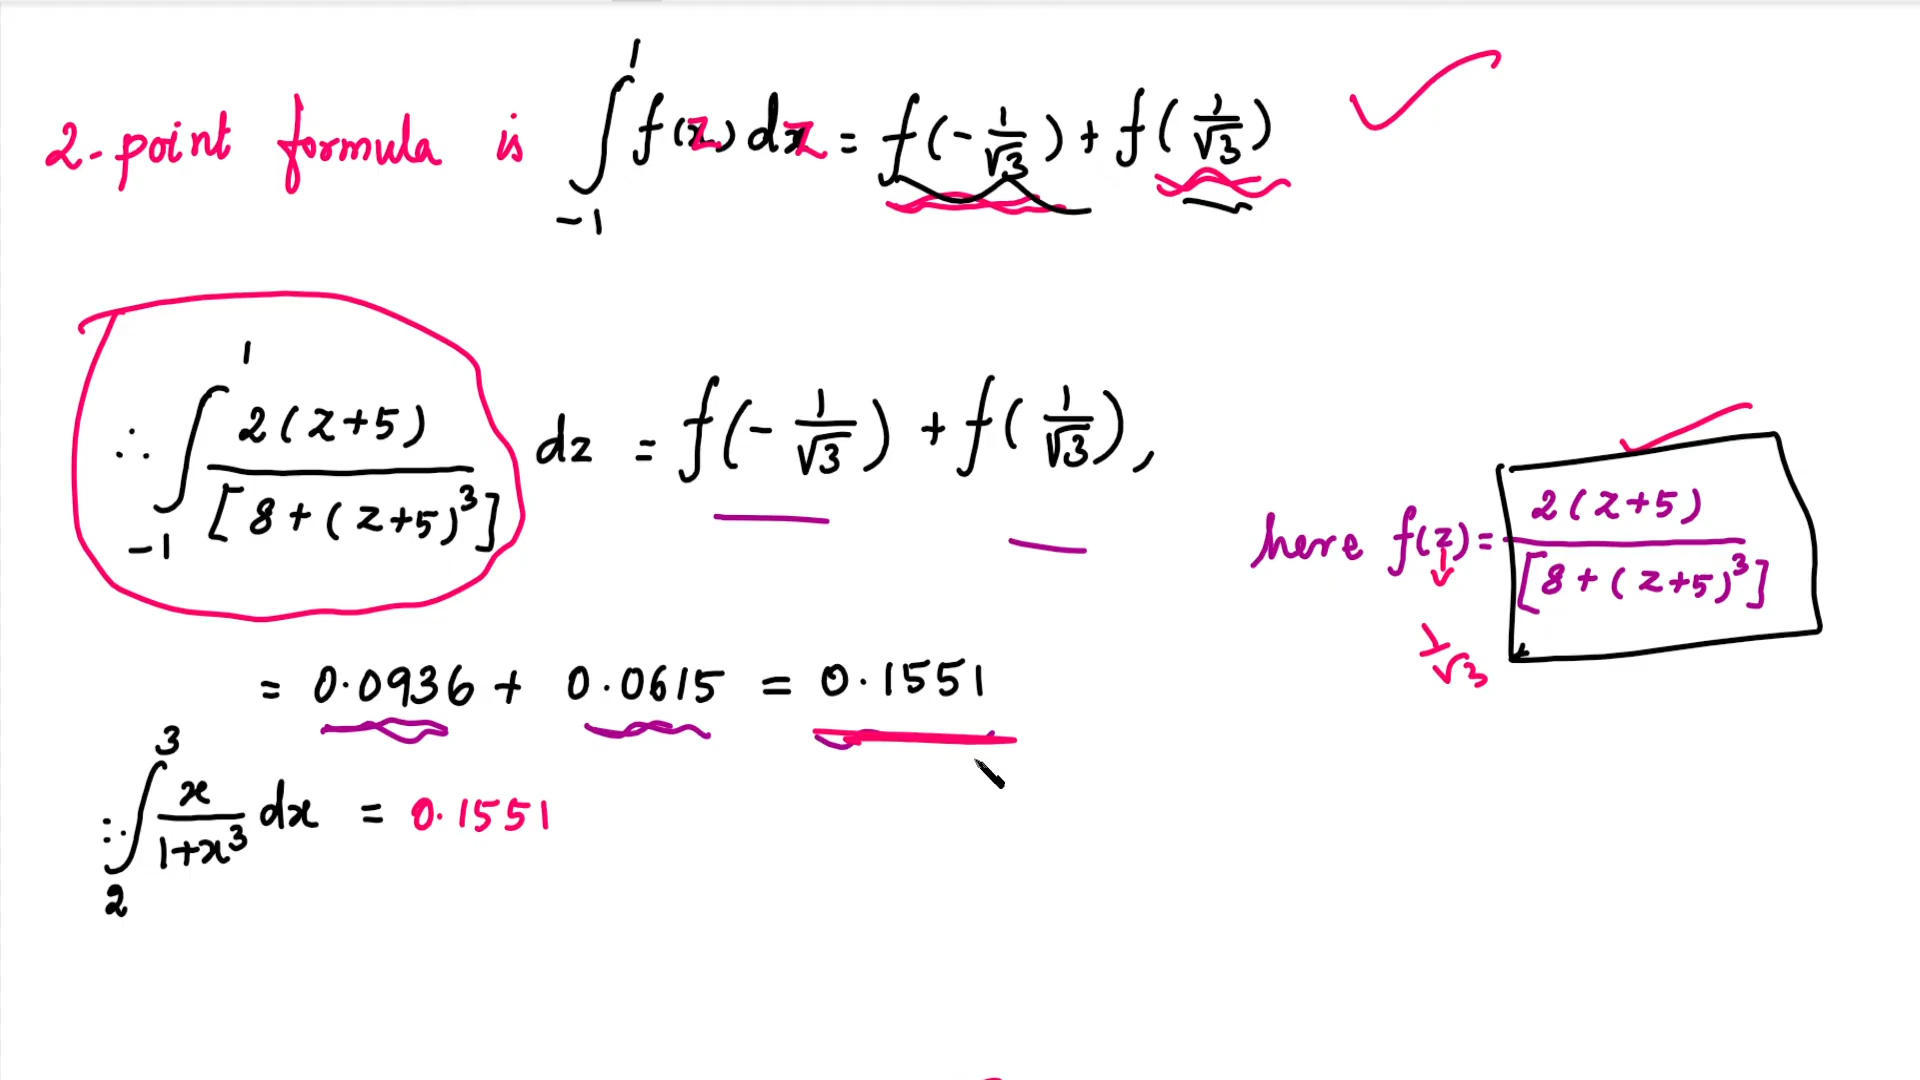 2-point formula is ∫_{-1}^{1} f(z) dz = f(-1/√3) + f(1/√3)
∴ ∫_{-1}^{1} 2(z+5)/[8+(z+5)³] dz = f(-1/√3) + f(1/√3),
here f(z) = 2(z+5)/[8+(z+5)³]
1/√3
= 0.0936 + 0.0615 = 0.1551
∴ ∫_{2}^{3} x/(1+x³) dx = 0.1551